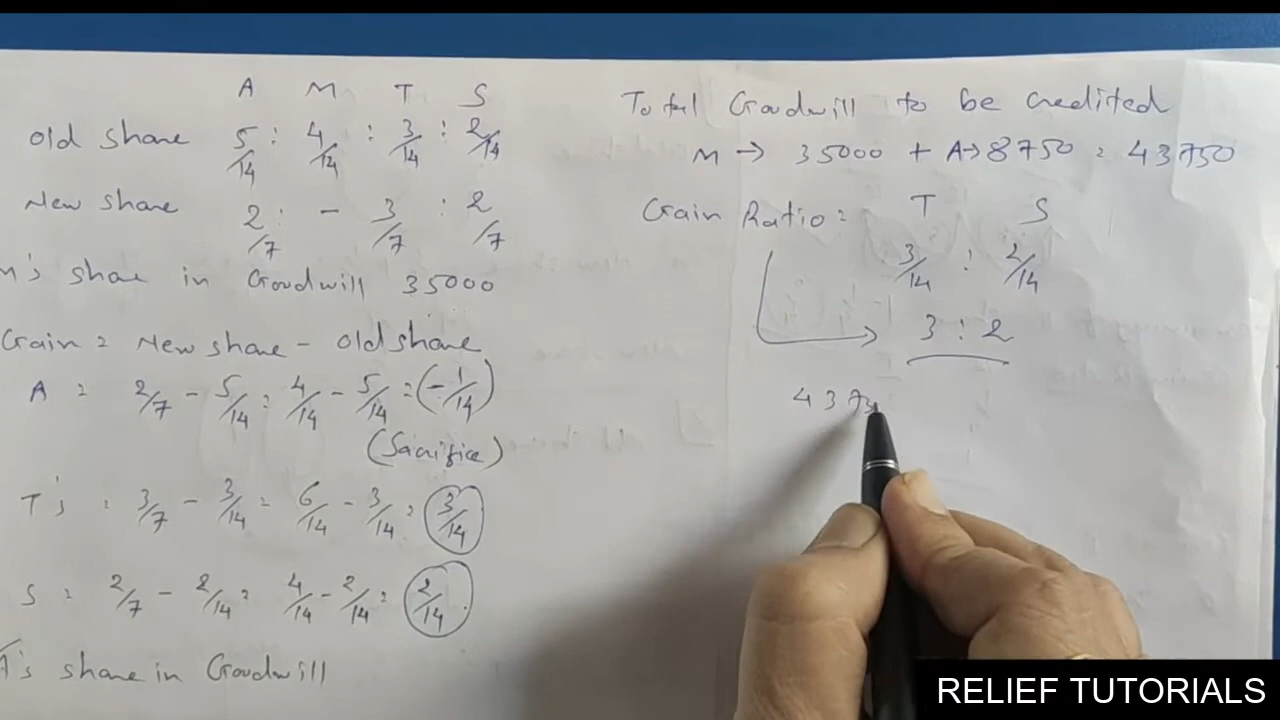 A M T S
Old share 5/14 : 4/14 : 3/14 : 2/14
New share 2/7 : - 3/7 : 2/7
M's share in Goodwill 35000
Gain = New share - Old share
A = 2/7 - 5/14 = 4/14 - 5/14 = (-1/14)
(Sacrifice)
T's = 3/7 - 3/14 = 6/14 - 3/14 = 3/14
S = 2/7 - 2/14 = 4/14 - 2/14 = 2/14
A's share in Goodwill
Total Goodwill to be credited
M → 35000 + A → 8750 = 43750
Gain Ratio = T S
3/14 : 2/14
3 : 2
437
RELIEF TUTORIALS